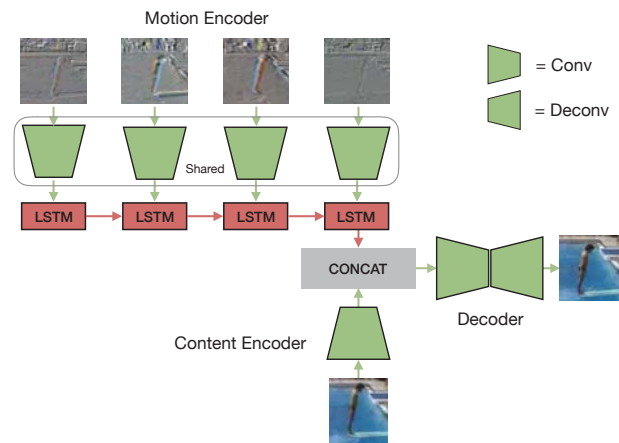 Motion Encoder
= Conv
= Deconv
Shared
LSTM LSTM LSTM LSTM
CONCAT
Decoder
Content Encoder